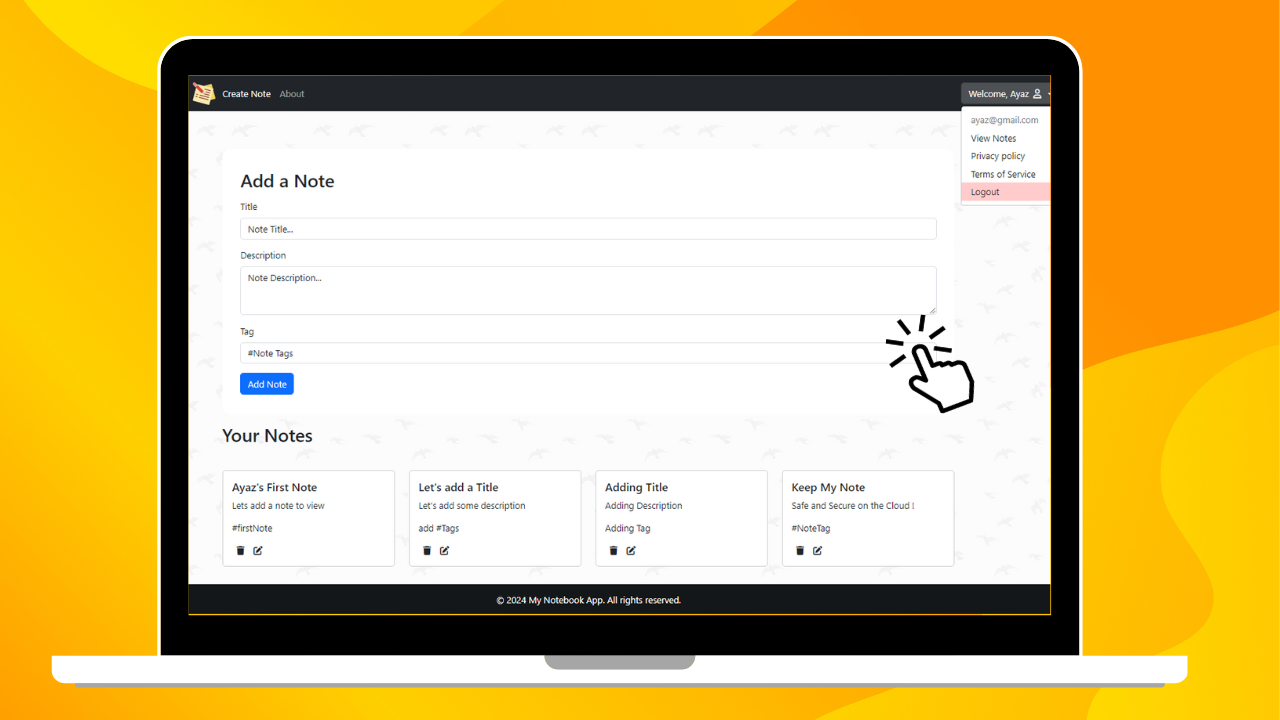 Create Note About
Welcome, Ayaz
ayaz@gmail.com
View Notes
Privacy policy
Terms of Service
Logout
Add a Note
Title
Note Title...
Description
Note Description...
Tag
#Note Tags
Add Note
Your Notes
Ayaz's First Note
Lets add a note to view
#firstNote
Let's add a Title
Let's add some description
add #Tags
Adding Title
Adding Description
Adding Tag
Keep My Note
Safe and Secure on the Cloud !
#NoteTag
© 2024 My Notebook App. All rights reserved.